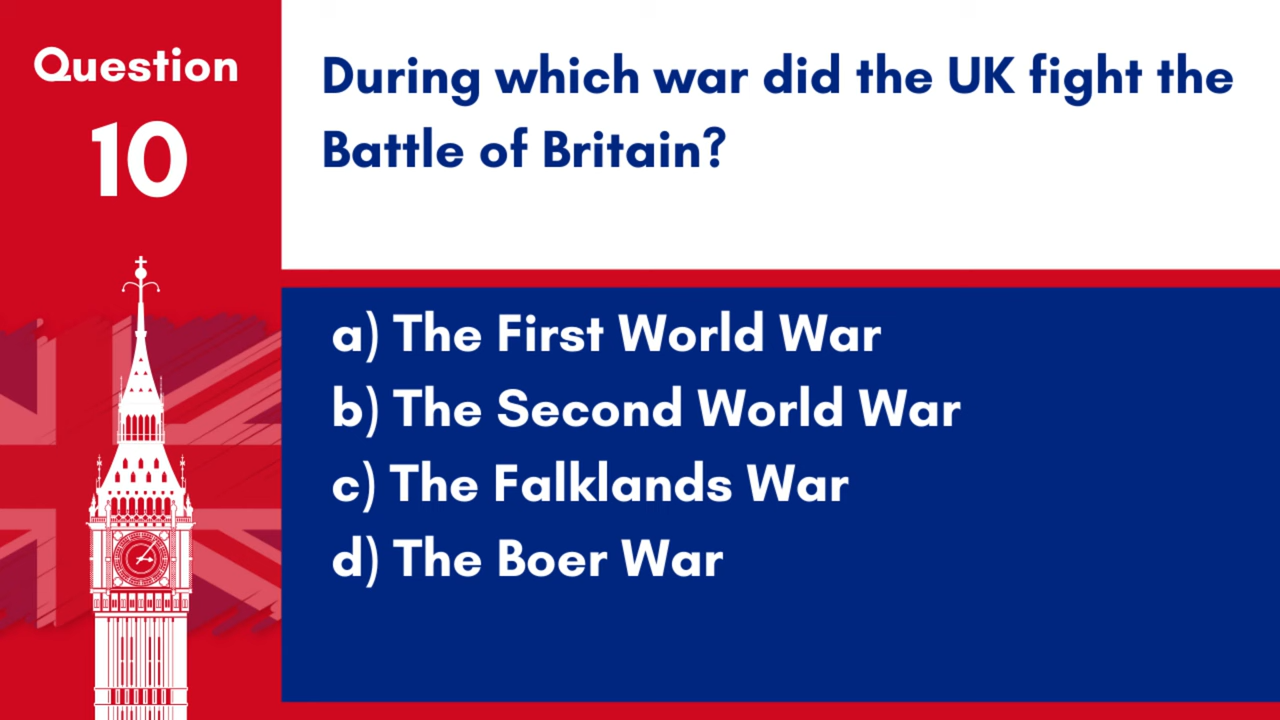 Question
10
During which war did the UK fight the
Battle of Britain?
a) The First World War
b) The Second World War
c) The Falklands War
d) The Boer War